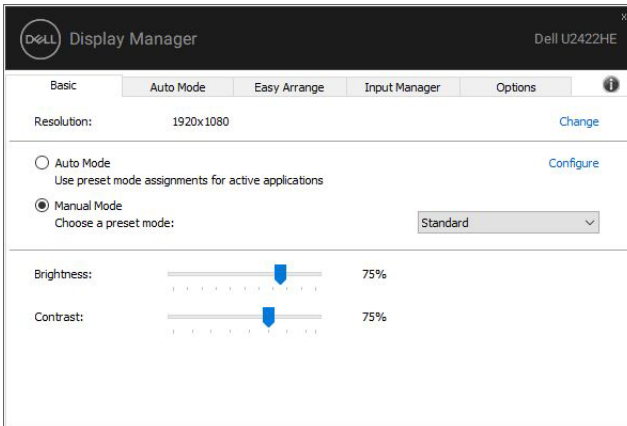 DELL Display Manager Dell U2422HE
x
Basic Auto Mode Easy Arrange Input Manager Options i
Resolution: 1920x1080 Change
Auto Mode Configure
Use preset mode assignments for active applications
Manual Mode
Choose a preset mode: Standard
Brightness: 75%
Contrast: 75%